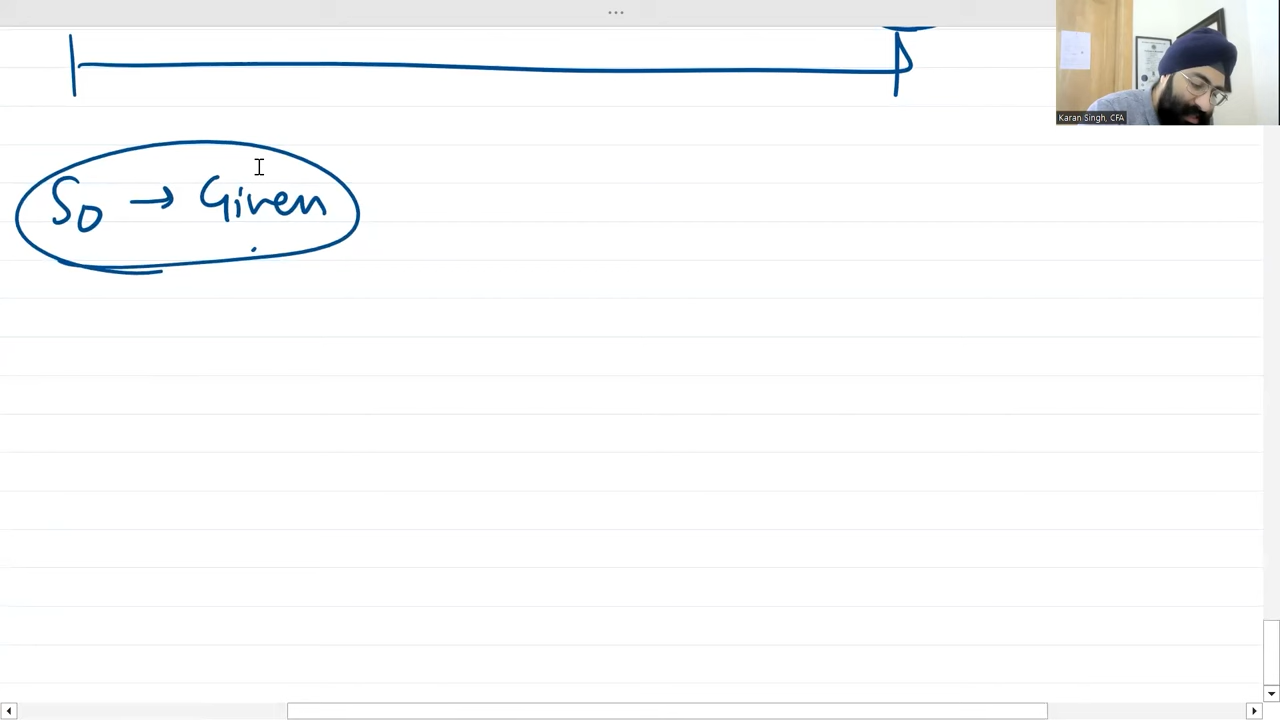 Karan Singh, CFA
S₀ → Given